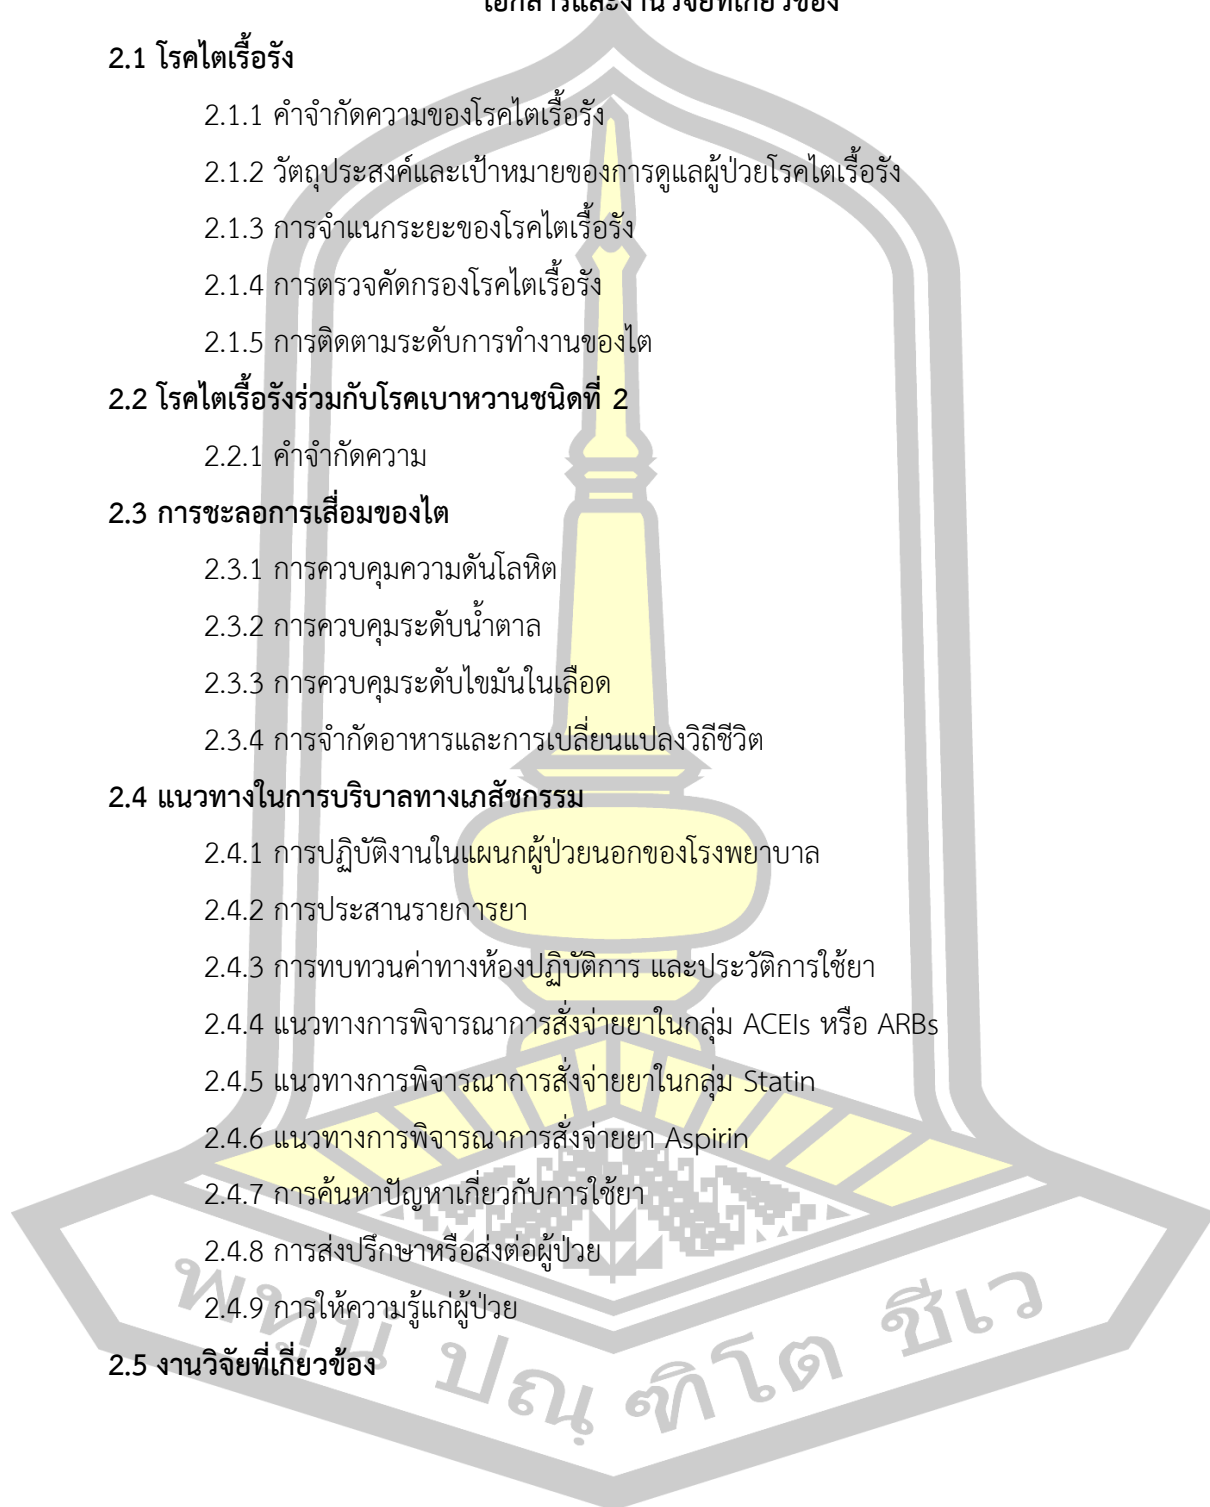 เอกสารและงานวิจัยที่เกี่ยวข้อง
2.1 โรคไตเรื้อรัง
2.1.1 คำจำกัดความของโรคไตเรื้อรัง
2.1.2 วัตถุประสงค์และเป้าหมายของการดูแลผู้ป่วยโรคไตเรื้อรัง
2.1.3 การจำแนกระยะของโรคไตเรื้อรัง
2.1.4 การตรวจคัดกรองโรคไตเรื้อรัง
2.1.5 การติดตามระดับการทำงานของไต
2.2 โรคไตเรื้อรังร่วมกับโรคเบาหวานชนิดที่ 2
2.2.1 คำจำกัดความ
2.3 การชะลอการเสื่อมของไต
2.3.1 การควบคุมความดันโลหิต
2.3.2 การควบคุมระดับน้ำตาล
2.3.3 การควบคุมระดับไขมันในเลือด
2.3.4 การจำกัดอาหารและการเปลี่ยนแปลงวิถีชีวิต
2.4 แนวทางในการบริบาลทางเภสัชกรรม
2.4.1 การปฏิบัติงานในแผนกผู้ป่วยนอกของโรงพยาบาล
2.4.2 การประสานรายการยา
2.4.3 การทบทวนค่าทางห้องปฏิบัติการ และประวัติการใช้ยา
2.4.4 แนวทางการพิจารณาการสั่งจ่ายยาในกลุ่ม ACEIs หรือ ARBs
2.4.5 แนวทางการพิจารณาการสั่งจ่ายยาในกลุ่ม Statin
2.4.6 แนวทางการพิจารณาการสั่งจ่ายยา Aspirin
2.4.7 การค้นหาปัญหาเกี่ยวกับการใช้ยา
2.4.8 การส่งปรึกษาหรือส่งต่อผู้ป่วย
2.4.9 การให้ความรู้แก่ผู้ป่วย
2.5 งานวิจัยที่เกี่ยวข้อง
พหุนํ ปณฺฑิโต ชีเว